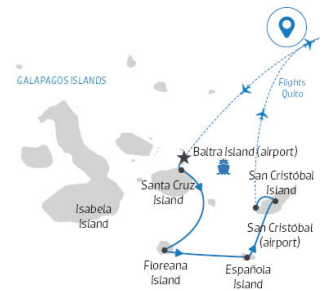 GALAPAGOS ISLANDS
Flights
Quito
Baltra Island (airport)
Santa Cruz
Island
San Cristóbal
Island
Isabela
Island
San Cristóbal
(airport)
Floreana
Island
Española
Island